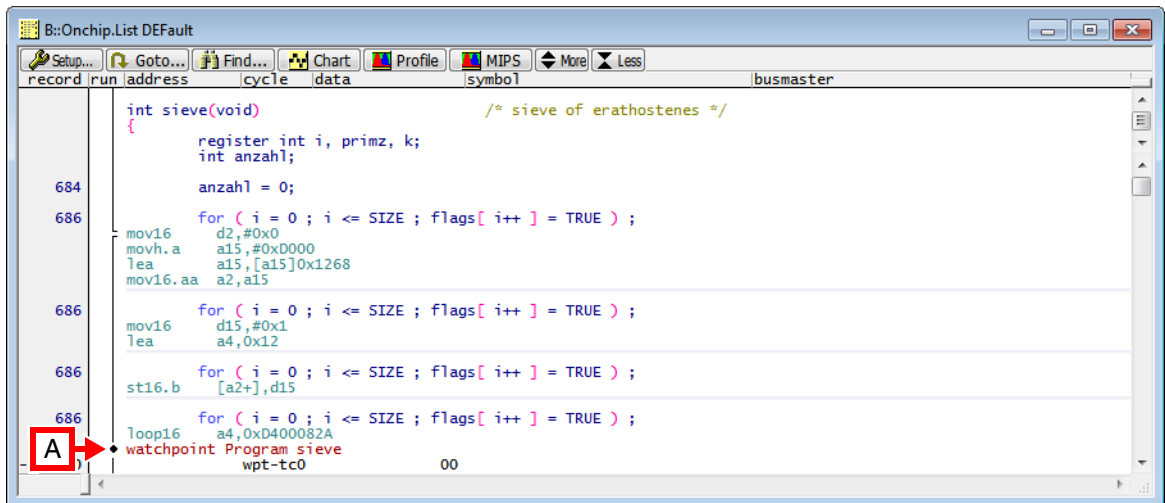 B::Onchip.List DEFault
Setup... Goto... Find... Chart Profile MIPS More Less
record run address cycle data symbol busmaster
int sieve(void) /* sieve of erathostenes */
{
register int i, primz, k;
int anzahl;
684 anzahl = 0;
686 for ( i = 0 ; i <= SIZE ; flags[ i++ ] = TRUE ) ;
mov16 d2,#0x0
movh.a a15,#0xD000
lea a15,[a15]0x1268
mov16.aa a2,a15
686 for ( i = 0 ; i <= SIZE ; flags[ i++ ] = TRUE ) ;
mov16 d15,#0x1
lea a4,0x12
686 for ( i = 0 ; i <= SIZE ; flags[ i++ ] = TRUE ) ;
st16.b [a2+],d15
686 for ( i = 0 ; i <= SIZE ; flags[ i++ ] = TRUE ) ;
loop16 a4,0xD400082A
A watchpoint Program sieve
wpt-tc0 00